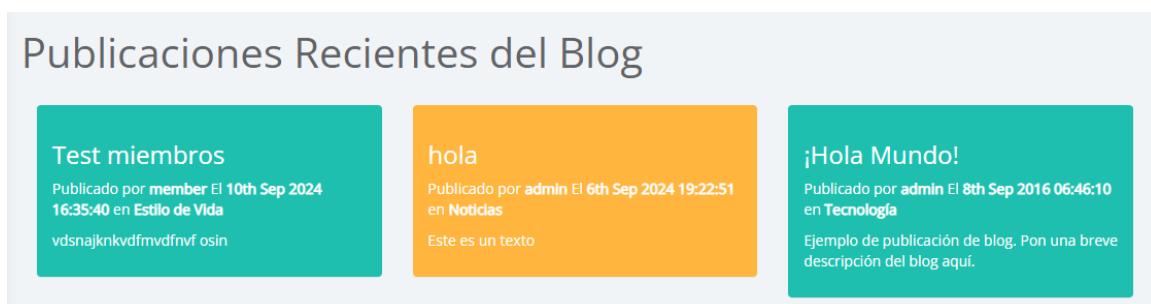 Publicaciones Recientes del Blog
Test miembros
Publicado por member El 10th Sep 2024
16:35:40 en Estilo de Vida
vdsnajknkvdfmvdfnvf osin
hola
Publicado por admin El 6th Sep 2024 19:22:51
en Noticias
Este es un texto
¡Hola Mundo!
Publicado por admin El 8th Sep 2016 06:46:10
en Tecnología
Ejemplo de publicación de blog. Pon una breve
descripción del blog aquí.